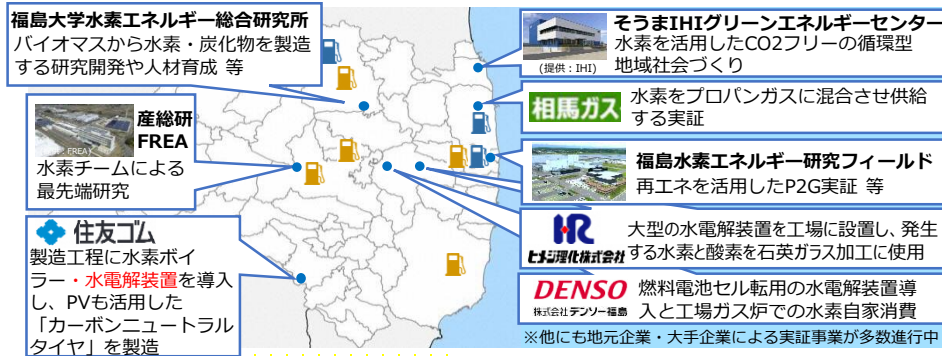 福島大学水素エネルギー総合研究所
バイオマスから水素・炭化物を製造
する研究開発や人材育成 等
産総研
FREA
水素チームによる
最先端研究
住友ゴム
製造工程に水素ボイ
ラー・水電解装置を導入
し、PVも活用した
「カーボンニュートラル
タイヤ」を製造
そうまIHIグリーンエネルギーセンター
水素を活用したCO2フリーの循環型
地域社会づくり
(提供：IHI)
相馬ガス
水素をプロパンガスに混合させ供給
する実証
福島水素エネルギー研究フィールド
再エネを活用したP2G実証 等
HR
ヒメジ理化株式会社
大型の水電解装置を工場に設置し、発生
する水素と酸素を石英ガラス加工に使用
DENSO
株式会社デンソー福島
燃料電池セル転用の水電解装置導
入と工場ガス炉での水素自家消費
※他にも地元企業・大手企業による実証事業が多数進行中